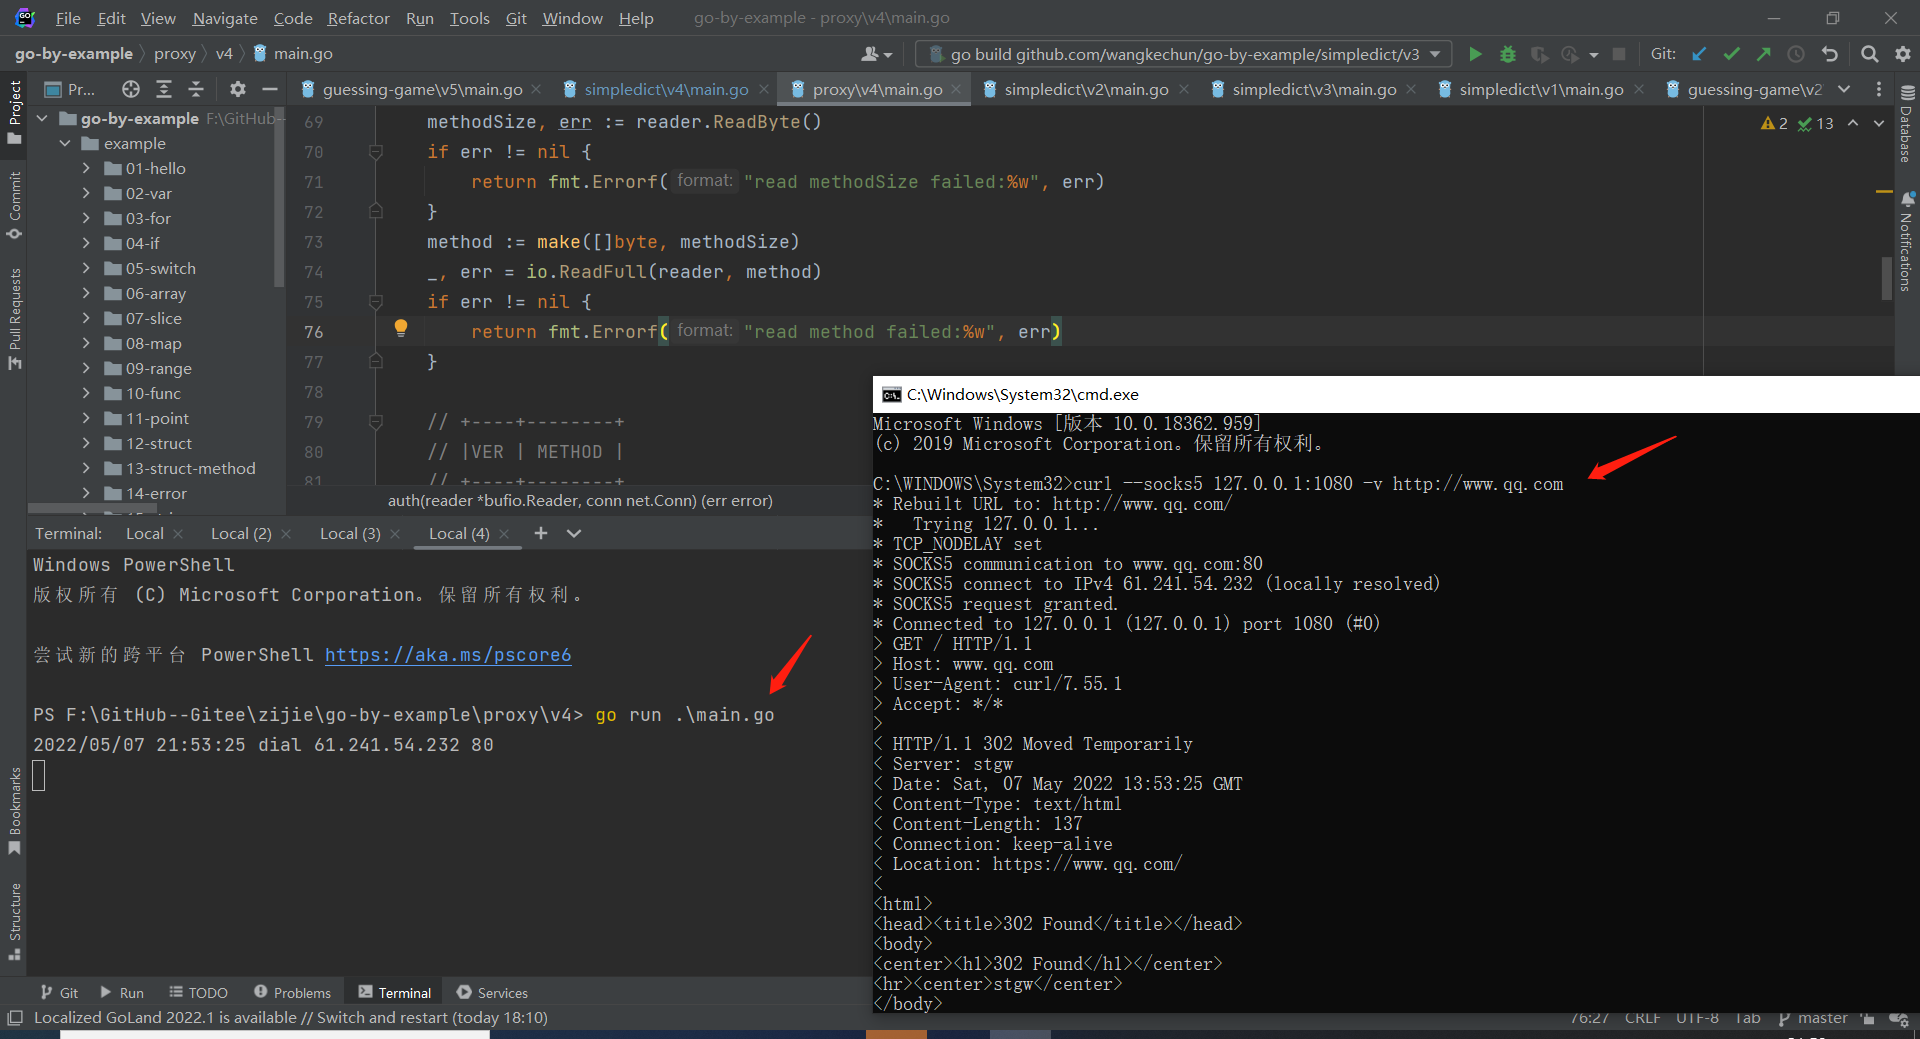 File Edit View Navigate Code Refactor Run Tools Git Window Help go-by-example - proxy\v4\main.go
go-by-example proxy v4 main.go
go build github.com/wangkechun/go-by-example/simpledict/v3
Git:
Pr...
guessing-game\v5\main.go
simpledict\v4\main.go
proxy\v4\main.go
simpledict\v2\main.go
simpledict\v3\main.go
simpledict\v1\main.go
guessing-game\v2
Project
Commit
Pull Requests
Bookmarks
Structure
Database
Notifications
go-by-example F:\GitHub--
example
01-hello
02-var
03-for
04-if
05-switch
06-array
07-slice
08-map
09-range
10-func
11-point
12-struct
13-struct-method
14-error
2 13
69 methodSize, err := reader.ReadByte()
70 if err != nil {
71 return fmt.Errorf( format: "read methodSize failed:%w", err)
72 }
73 method := make([]byte, methodSize)
74 _, err = io.ReadFull(reader, method)
75 if err != nil {
76 return fmt.Errorf( format: "read method failed:%w", err)
77 }
78
79 // +----+--------+
80 // |VER | METHOD |
81 // +----+--------+
auth(reader *bufio.Reader, conn net.Conn) (err error)
Terminal: Local Local (2) Local (3) Local (4)
Windows PowerShell
版权所有 (C) Microsoft Corporation。保留所有权利。
尝试新的跨平台 PowerShell https://aka.ms/pscore6
PS F:\GitHub--Gitee\zijie\go-by-example\proxy\v4> go run .\main.go
2022/05/07 21:53:25 dial 61.241.54.232 80
C:\Windows\System32\cmd.exe
Microsoft Windows [版本 10.0.18362.959]
(c) 2019 Microsoft Corporation。保留所有权利。
C:\WINDOWS\System32>curl --socks5 127.0.0.1:1080 -v http://www.qq.com
* Rebuilt URL to: http://www.qq.com/
* Trying 127.0.0.1...
* TCP_NODELAY set
* SOCKS5 communication to www.qq.com:80
* SOCKS5 connect to IPv4 61.241.54.232 (locally resolved)
* SOCKS5 request granted.
* Connected to 127.0.0.1 (127.0.0.1) port 1080 (#0)
> GET / HTTP/1.1
> Host: www.qq.com
> User-Agent: curl/7.55.1
> Accept: */*
>
< HTTP/1.1 302 Moved Temporarily
< Server: stgw
< Date: Sat, 07 May 2022 13:53:25 GMT
< Content-Type: text/html
< Content-Length: 137
< Connection: keep-alive
< Location: https://www.qq.com/
<
<html>
<head><title>302 Found</title></head>
<body>
<center><h1>302 Found</h1></center>
<hr><center>stgw</center>
</body>
Git Run TODO Problems Terminal Services
Localized GoLand 2022.1 is available // Switch and restart (today 18:10)
76:27 CRLF UTF-8 Tab master